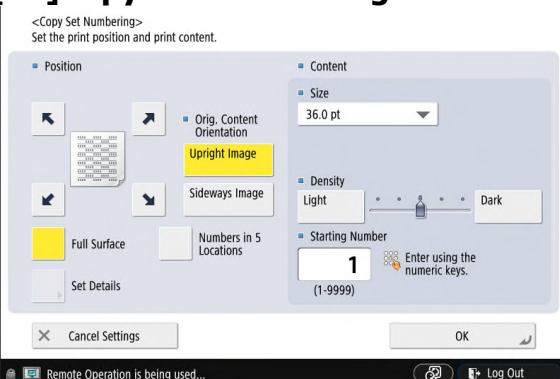 <Copy Set Numbering>
Set the print position and print content.
Position
Orig. Content
Orientation
Upright Image
Sideways Image
Full Surface
Numbers in 5
Locations
Set Details
Content
Size
36.0 pt
Density
Light
Dark
Starting Number
1
(1-9999)
Enter using the
numeric keys.
Cancel Settings
OK
Remote Operation is being used...
Log Out